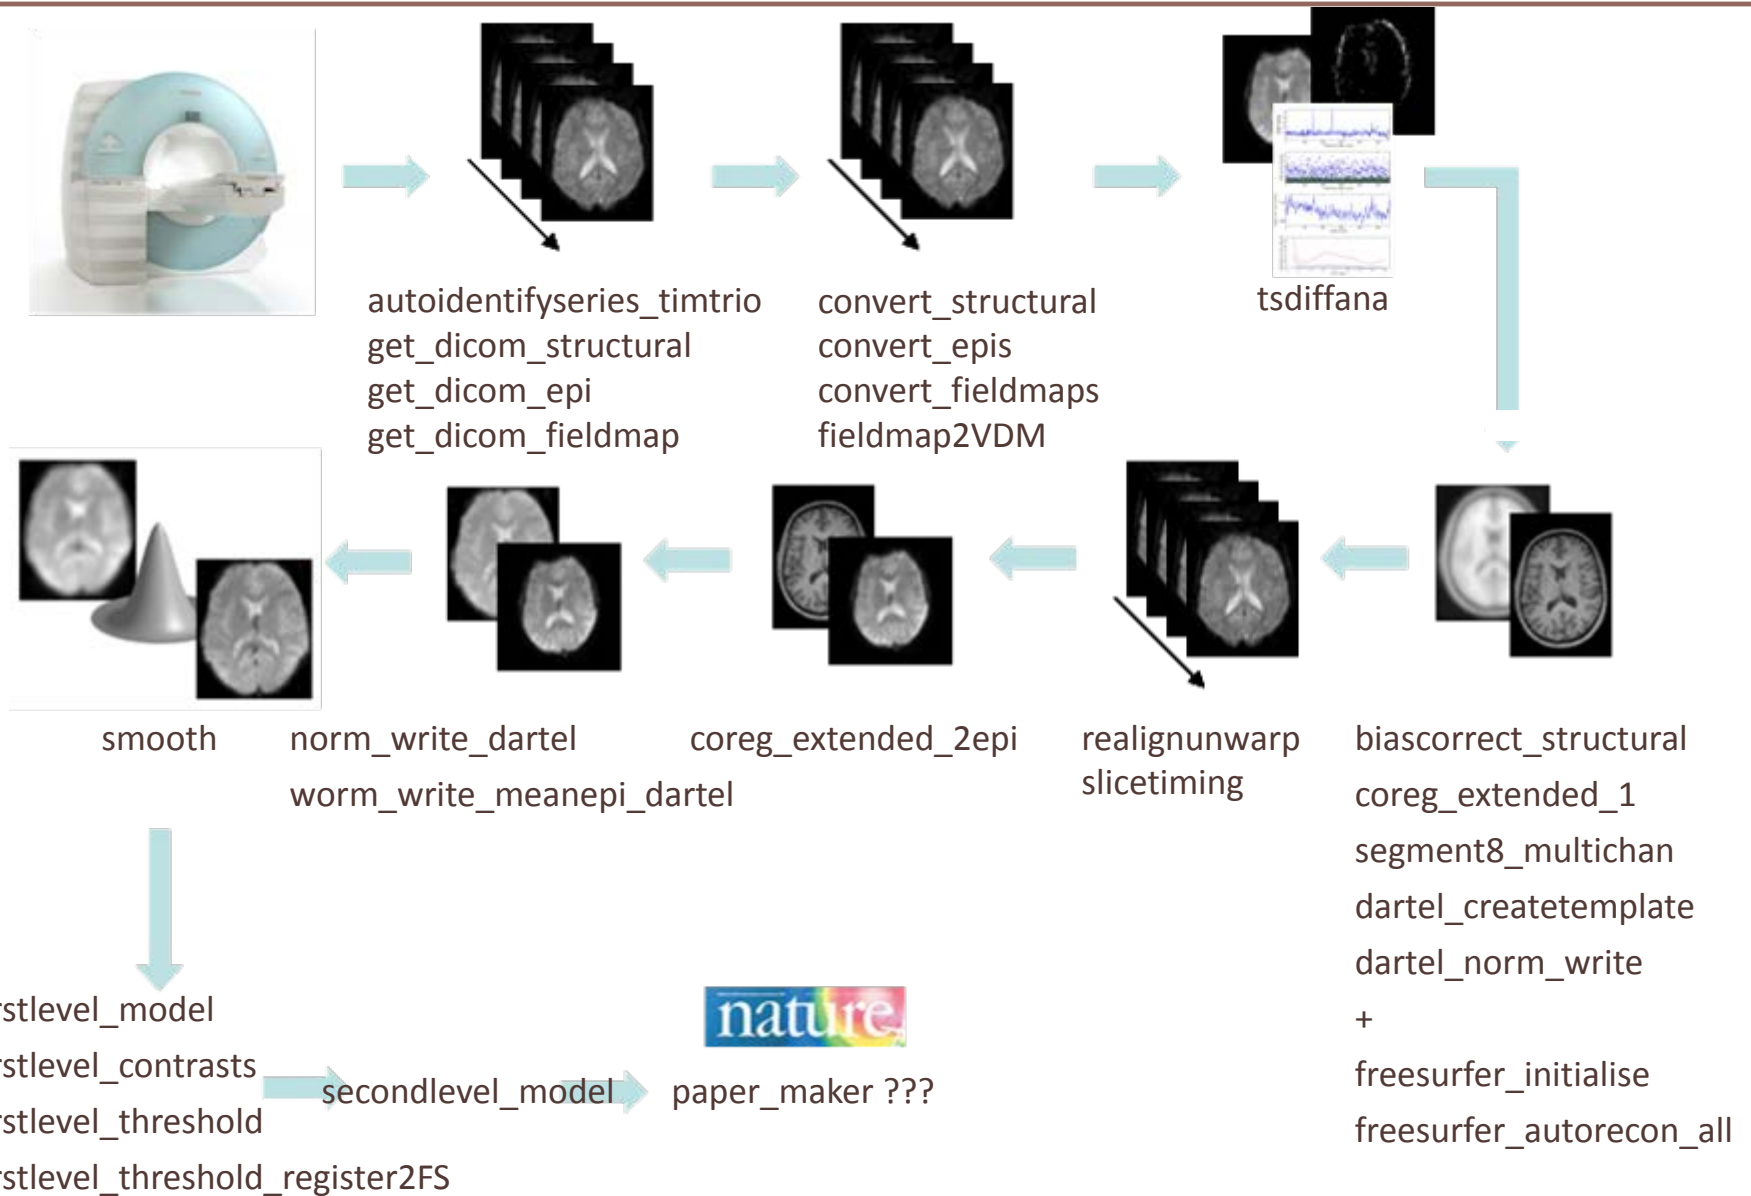 autoidentifyseries_timtrio
get_dicom_structural
get_dicom_epi
get_dicom_fieldmap
convert_structural
convert_epis
convert_fieldmaps
fieldmap2VDM
tsdiffana
biascorrect_structural
coreg_extended_1
segment8_multichan
dartel_createtemplate
dartel_norm_write
+
freesurfer_initialise
freesurfer_autorecon_all
realignunwarp
slicetiming
coreg_extended_2epi
norm_write_dartel
worm_write_meanepi_dartel
smooth
rstlevel_model
rstlevel_contrasts
rstlevel_threshold
rstlevel_threshold_register2FS
secondlevel_model
nature
paper_maker ???